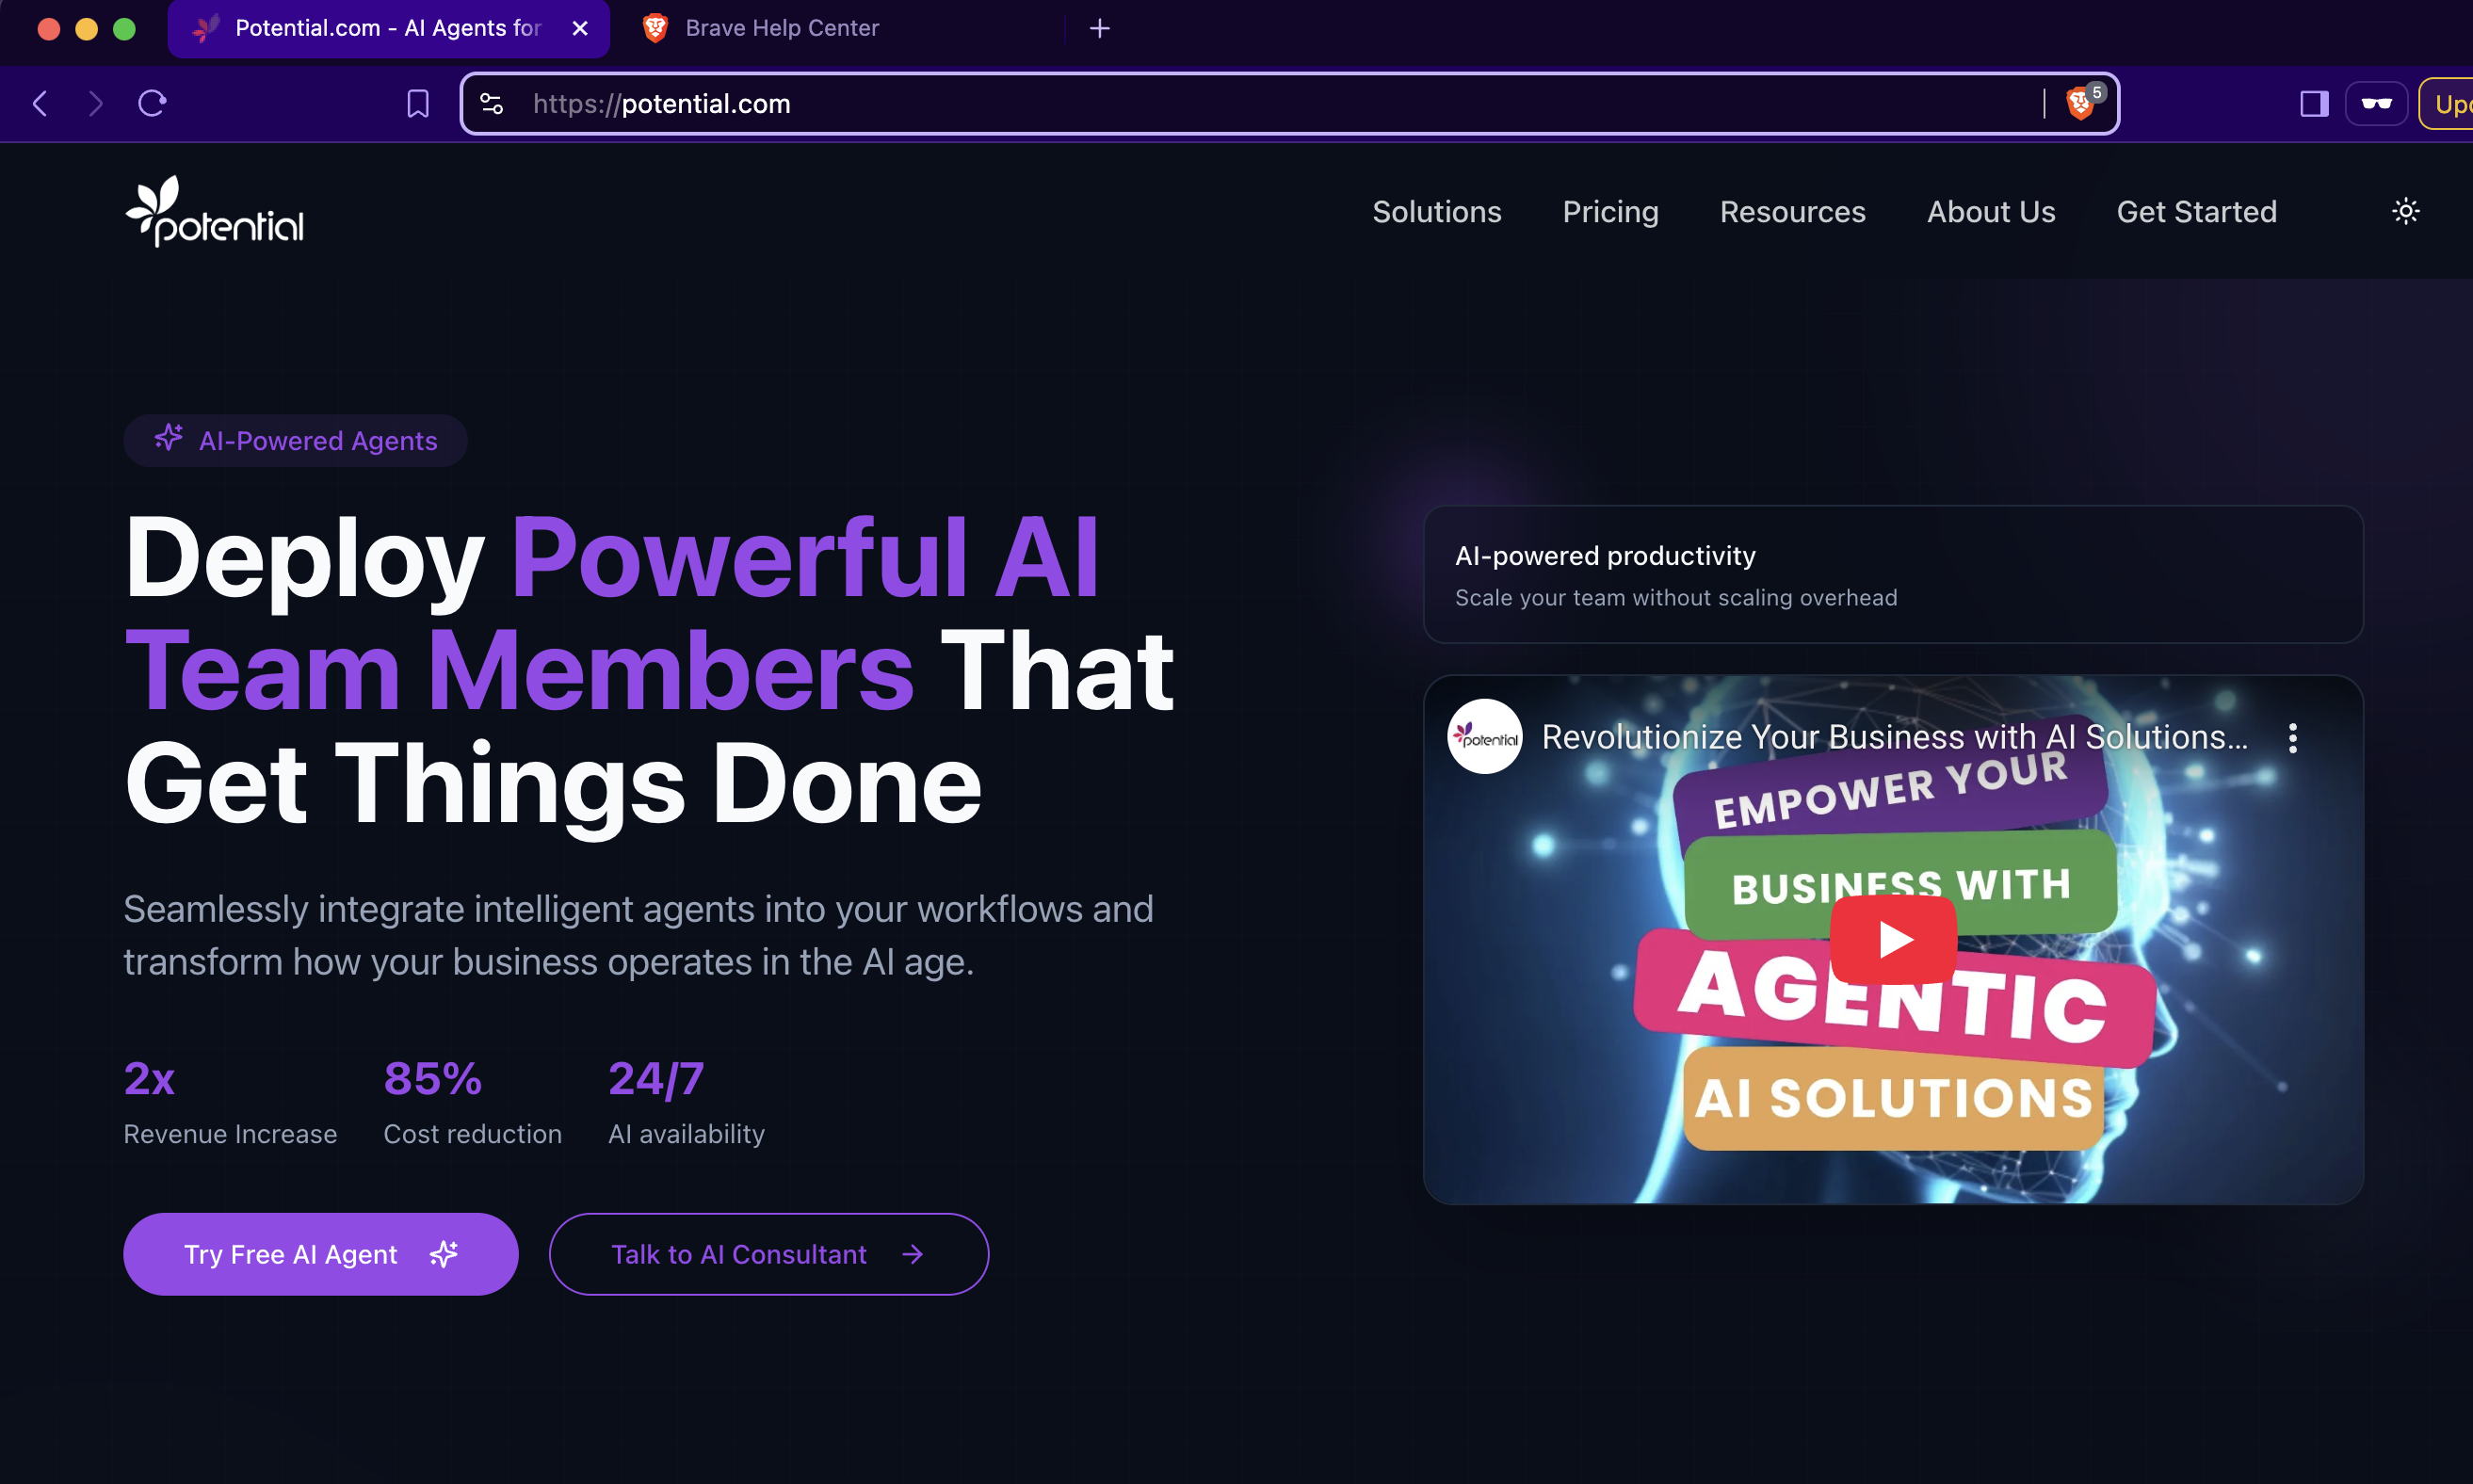 Potential.com - AI Agents for
Brave Help Center
https://potential.com
5
potential
Solutions
Pricing
Resources
About Us
Get Started
AI-Powered Agents
Deploy Powerful AI
Team Members That
Get Things Done
Seamlessly integrate intelligent agents into your workflows and
transform how your business operates in the AI age.
2x
Revenue Increase
85%
Cost reduction
24/7
AI availability
Try Free AI Agent
Talk to AI Consultant
AI-powered productivity
Scale your team without scaling overhead
potential
Revolutionize Your Business with AI Solutions...
EMPOWER YOUR
BUSINESS WITH
AGENTIC
AI SOLUTIONS